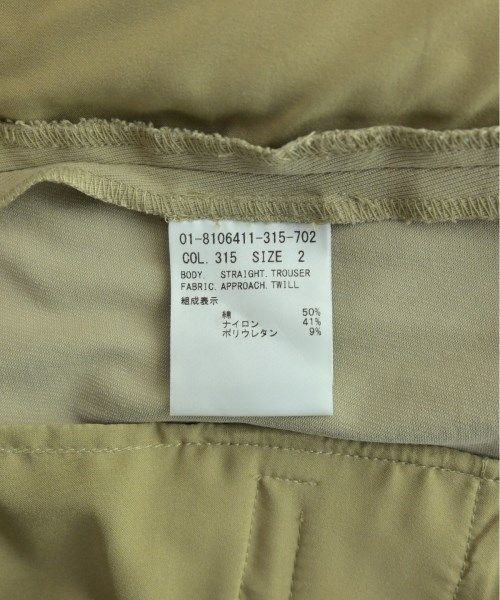 01-8106411-315-702
COL. 315 SIZE 2
BODY. STRAIGHT. TROUSER
FABRIC. APPROACH. TWILL
組成表示
綿 50%
ナイロン 41%
ポリウレタン 9%